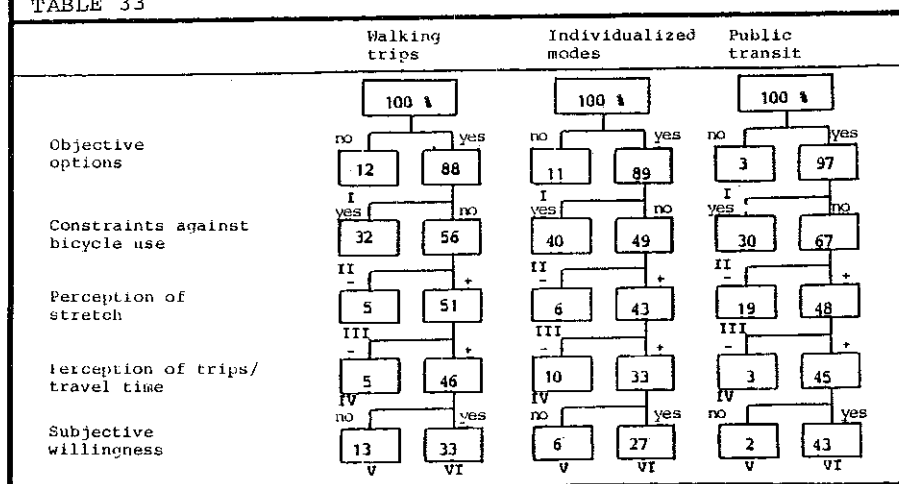 TABLE 33
Walking trips Individualized modes Public transit
100 % 100 % 100 %
no yes no yes no yes
Objective options 12 88 11 89 3 97
I I I
yes no yes no yes no
Constraints against bicycle use 32 56 40 49 30 67
II II II
- + - + - +
Perception of stretch 5 51 6 43 19 48
III III III
- + - + - +
Perception of trips/ travel time 5 46 10 33 3 45
IV IV IV
no yes no yes no yes
Subjective willingness 13 33 6 27 2 43
V VI V VI V VI